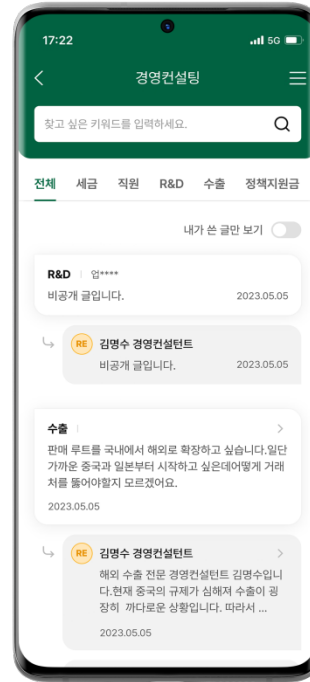 17:22
5G
경영컨설팅
찾고 싶은 키워드를 입력하세요.
전체 세금 직원 R&D 수출 정책지원금
내가 쓴 글만 보기
R&D 업****
비공개 글입니다. 2023.05.05
RE 김명수 경영컨설턴트
비공개 글입니다. 2023.05.05
수출
판매 루트를 국내에서 해외로 확장하고 싶습니다.일단
가까운 중국과 일본부터 시작하고 싶은데어떻게 거래
처를 뚫어야할지 모르겠어요.
2023.05.05
RE 김명수 경영컨설턴트
해외 수출 전문 경영컨설턴트 김명수입니
다.현재 중국의 규제가 심해져 수출이 굉
장히 까다로운 상황입니다. 따라서 ...
2023.05.05